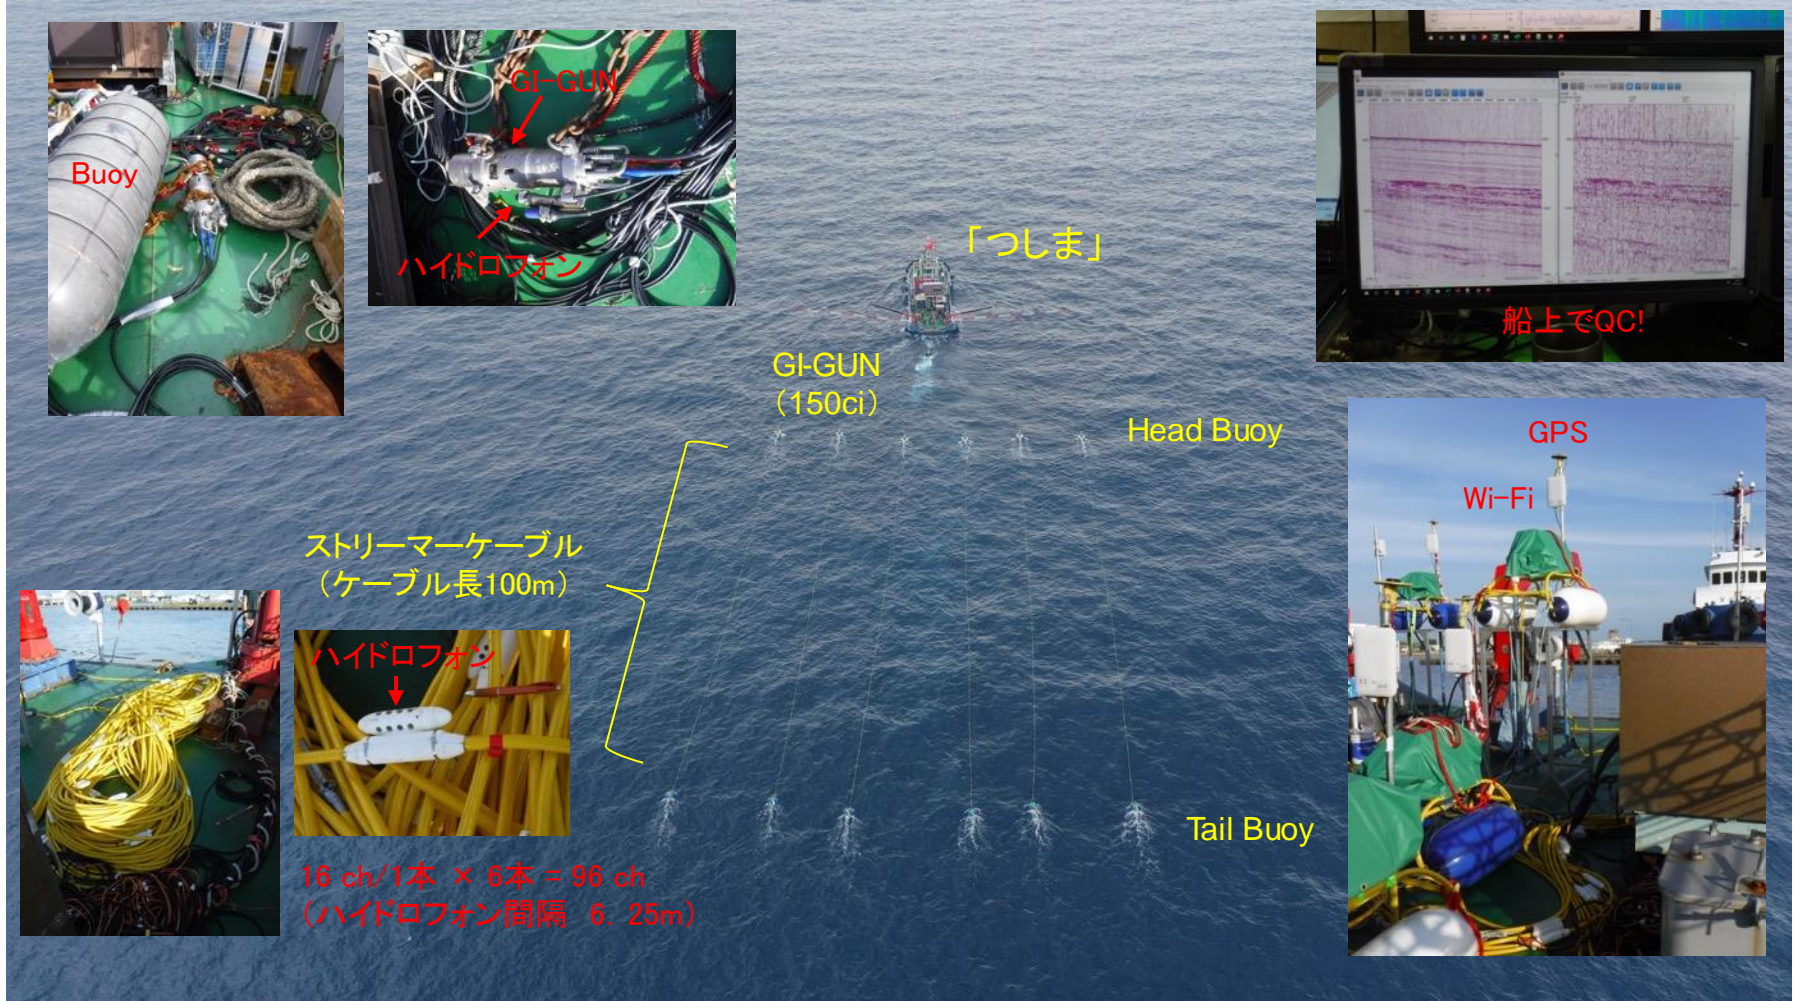 Buoy
GI-GUN
ハイドロフォン
「つしま」
船上でQC!
GI-GUN
（150ci）
Head Buoy
GPS
Wi-Fi
ストリーマーケーブル
（ケーブル長100m）
ハイドロフォン
Tail Buoy
16 ch/1本 × 6本 = 96 ch
（ハイドロフォン間隔 6. 25m）